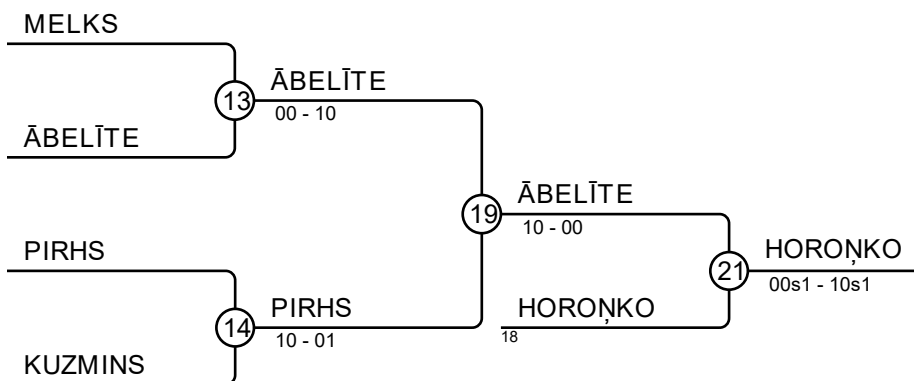 MELKS
13
ĀBELĪTE
00 - 10
ĀBELĪTE
19
ĀBELĪTE
10 - 00
PIRHS
21
HOROŅKO
00s1 - 10s1
14
PIRHS
10 - 01
HOROŅKO
18
KUZMINS